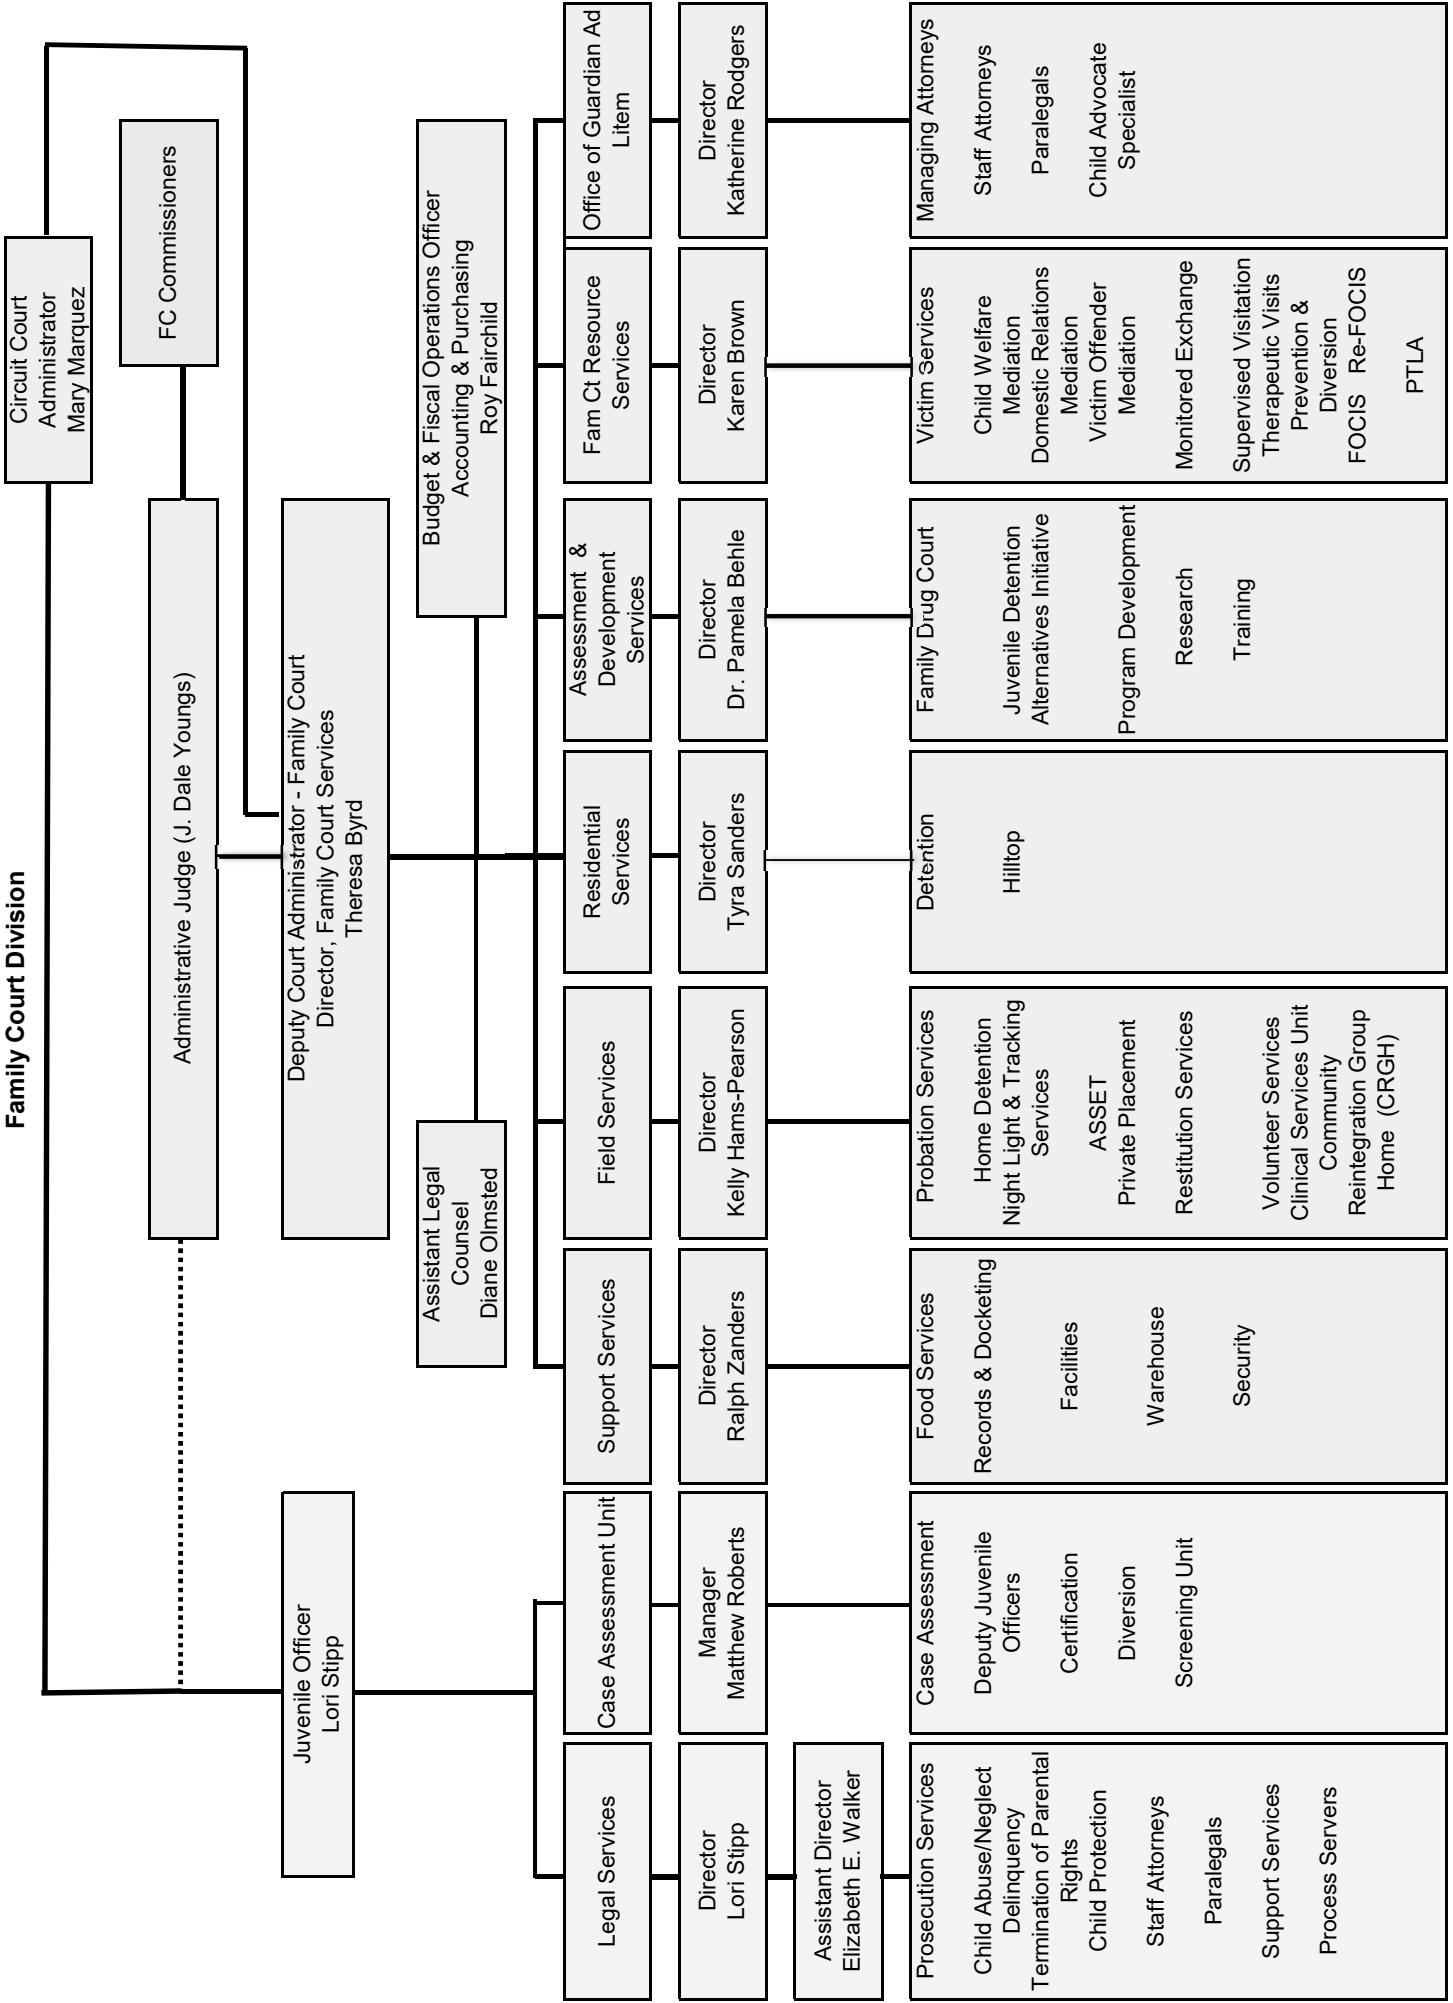 Family Court Division
Circuit Court
Administrator
Mary Marquez
FC Commissioners
Administrative Judge (J. Dale Youngs)
Juvenile Officer
Lori Stipp
Deputy Court Administrator - Family Court
Director, Family Court Services
Theresa Byrd
Assistant Legal
Counsel
Diane Olmsted
Budget & Fiscal Operations Officer
Accounting & Purchasing
Roy Fairchild
Legal Services
Director
Lori Stipp
Assistant Director
Elizabeth E. Walker
Prosecution Services
Child Abuse/Neglect
Delinquency
Termination of Parental
Rights
Child Protection
Staff Attorneys
Paralegals
Support Services
Process Servers
Case Assessment Unit
Manager
Matthew Roberts
Case Assessment
Deputy Juvenile
Officers
Certification
Diversion
Screening Unit
Support Services
Director
Ralph Zanders
Food Services
Records & Docketing
Facilities
Warehouse
Security
Field Services
Director
Kelly Hams-Pearson
Probation Services
Home Detention
Night Light & Tracking
Services
ASSET
Private Placement
Restitution Services
Volunteer Services
Clinical Services Unit
Community
Reintegration Group
Home (CRGH)
Residential
Services
Director
Tyra Sanders
Detention
Hilltop
Assessment &
Development
Services
Director
Dr. Pamela Behle
Family Drug Court
Juvenile Detention
Alternatives Initiative
Program Development
Research
Training
Fam Ct Resource
Services
Director
Karen Brown
Victim Services
Child Welfare
Mediation
Domestic Relations
Mediation
Victim Offender
Mediation
Monitored Exchange
Supervised Visitation
Therapeutic Visits
Prevention &
Diversion
FOCIS Re-FOCIS
PTLA
Office of Guardian Ad
Litem
Director
Katherine Rodgers
Managing Attorneys
Staff Attorneys
Paralegals
Child Advocate
Specialist